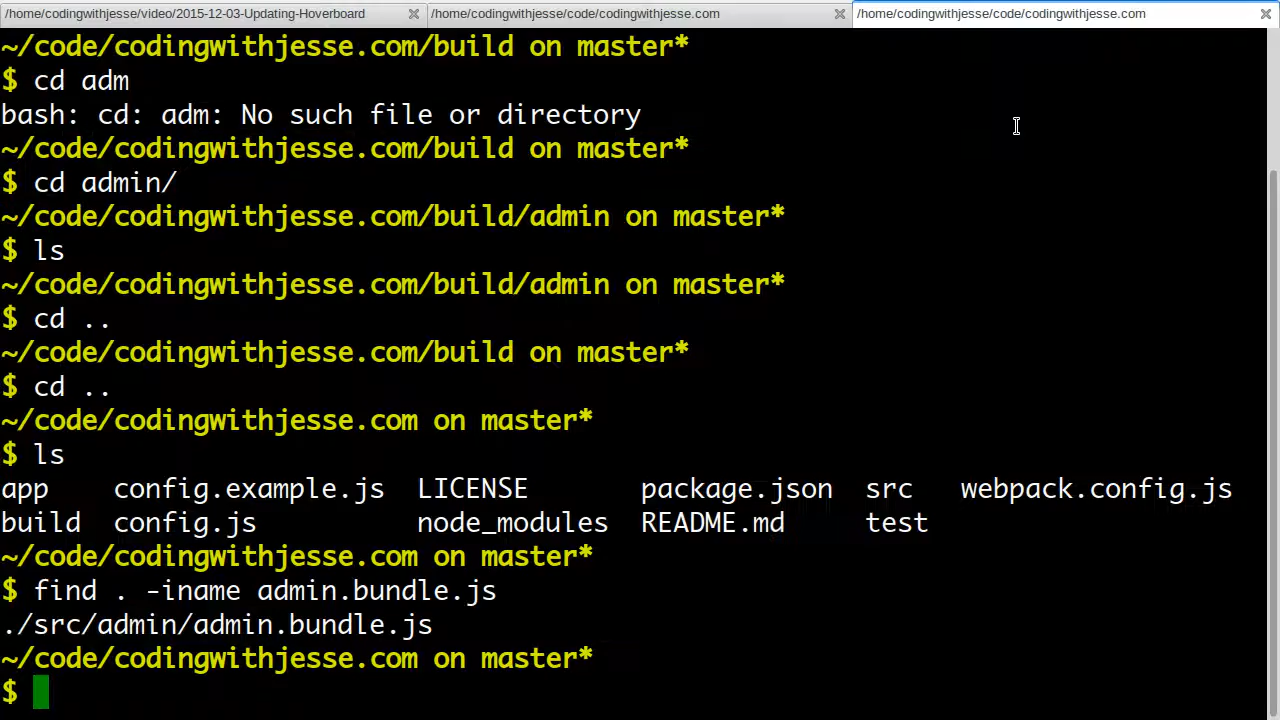 /home/codingwithjesse/video/2015-12-03-Updating-Hoverboard /home/codingwithjesse/code/codingwithjesse.com /home/codingwithjesse/code/codingwithjesse.com
~/code/codingwithjesse.com/build on master*
$ cd adm
bash: cd: adm: No such file or directory
~/code/codingwithjesse.com/build on master*
$ cd admin/
~/code/codingwithjesse.com/build/admin on master*
$ ls
~/code/codingwithjesse.com/build/admin on master*
$ cd ..
~/code/codingwithjesse.com/build on master*
$ cd ..
~/code/codingwithjesse.com on master*
$ ls
app config.example.js LICENSE package.json src webpack.config.js
build config.js node_modules README.md test
~/code/codingwithjesse.com on master*
$ find . -iname admin.bundle.js
./src/admin/admin.bundle.js
~/code/codingwithjesse.com on master*
$